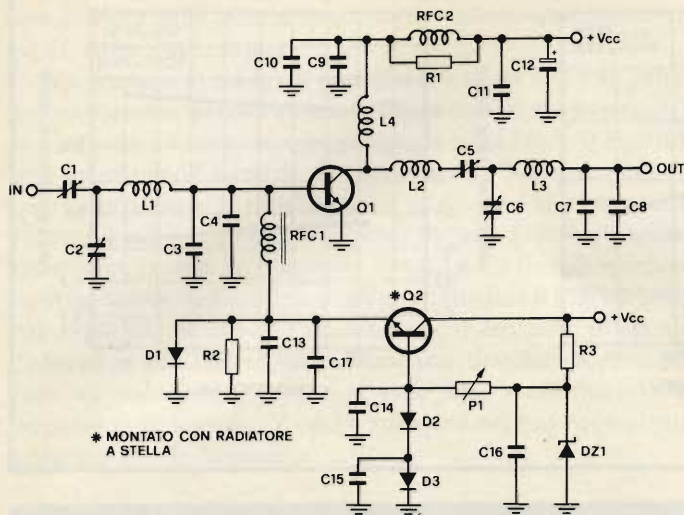 RFC2
+ Vcc
C10
C9
R1
C11
C12
+
L4
C1
IN
L1
C2
C3
C4
RFC1
Q1
L2
C5
C6
L3
C7
C8
OUT
* Q2
+ Vcc
D1
R2
C13
C17
R3
P1
C14
D2
C16
DZ1
C15
D3
* MONTATO CON RADIATORE
A STELLA